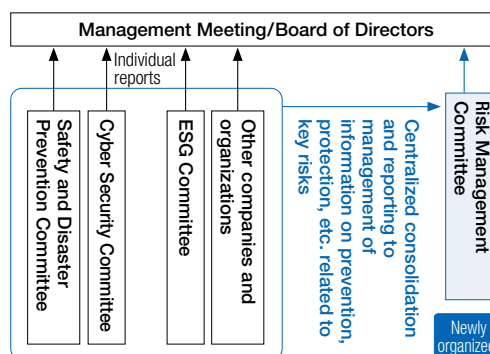 Management Meeting/Board of Directors
Individual
reports
Safety and Disaster
Prevention Committee
Cyber Security Committee
ESG Committee
Other companies and
organizations
Centralized consolidation
and reporting to
management of
information on prevention,
protection, etc. related to
key risks
Risk Management
Committee
Newly
organized